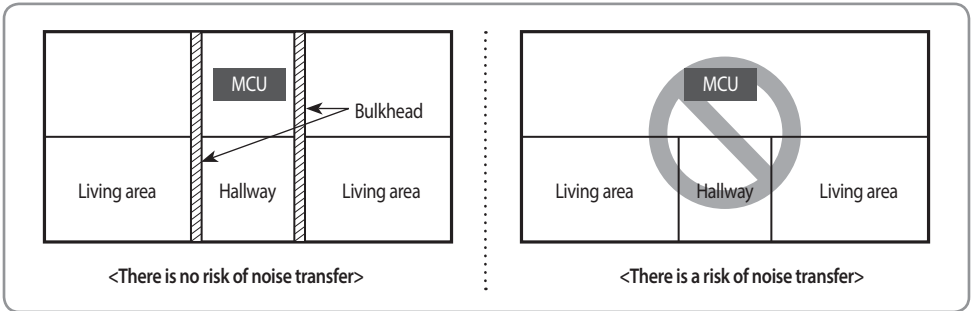 MCU
Bulkhead
Living area
Hallway
Living area
<There is no risk of noise transfer>
MCU
Living area
Hallway
Living area
<There is a risk of noise transfer>